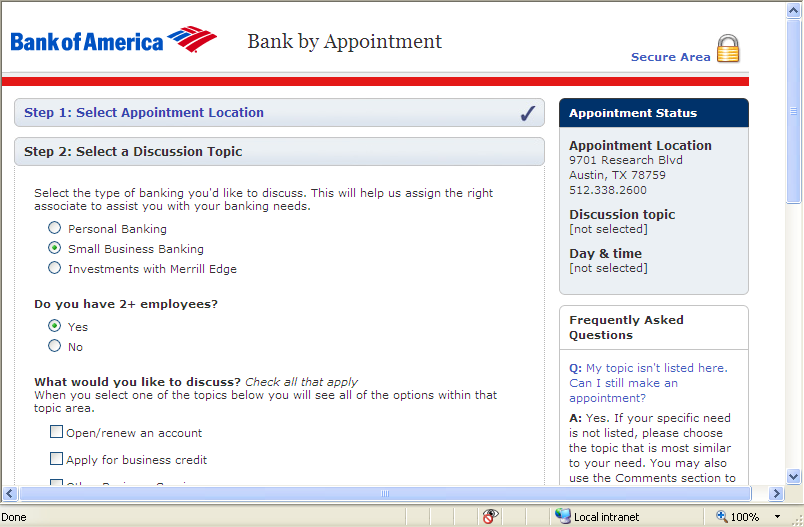 Bank of America
Bank by Appointment
Secure Area
Step 1: Select Appointment Location
Step 2: Select a Discussion Topic
Select the type of banking you'd like to discuss. This will help us assign the right
associate to assist you with your banking needs.
Personal Banking
Small Business Banking
Investments with Merrill Edge
Do you have 2+ employees?
Yes
No
What would you like to discuss? Check all that apply
When you select one of the topics below you will see all of the options within that
topic area.
Open/renew an account
Apply for business credit
Appointment Status
Appointment Location
9701 Research Blvd
Austin, TX 78759
512.338.2600
Discussion topic
[not selected]
Day & time
[not selected]
Frequently Asked
Questions
Q: My topic isn't listed here.
Can I still make an
appointment?
A: Yes. If your specific need
is not listed, please choose
the topic that is most similar
to your need. You may also
use the Comments section to
Done
Local intranet
100%